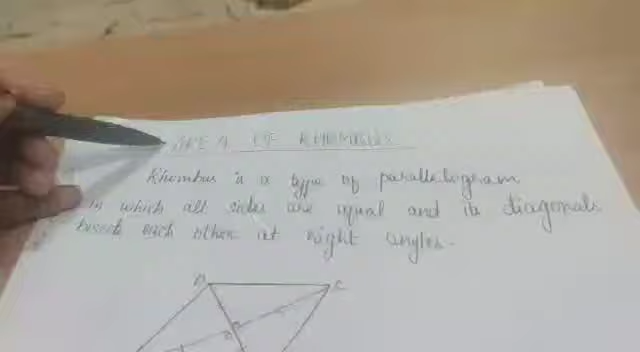 AREA OF RHOMBUS
Rhombus is a type of parallelogram
in which all sides are equal and its diagonals
bisects each other at right angles.
B C
O